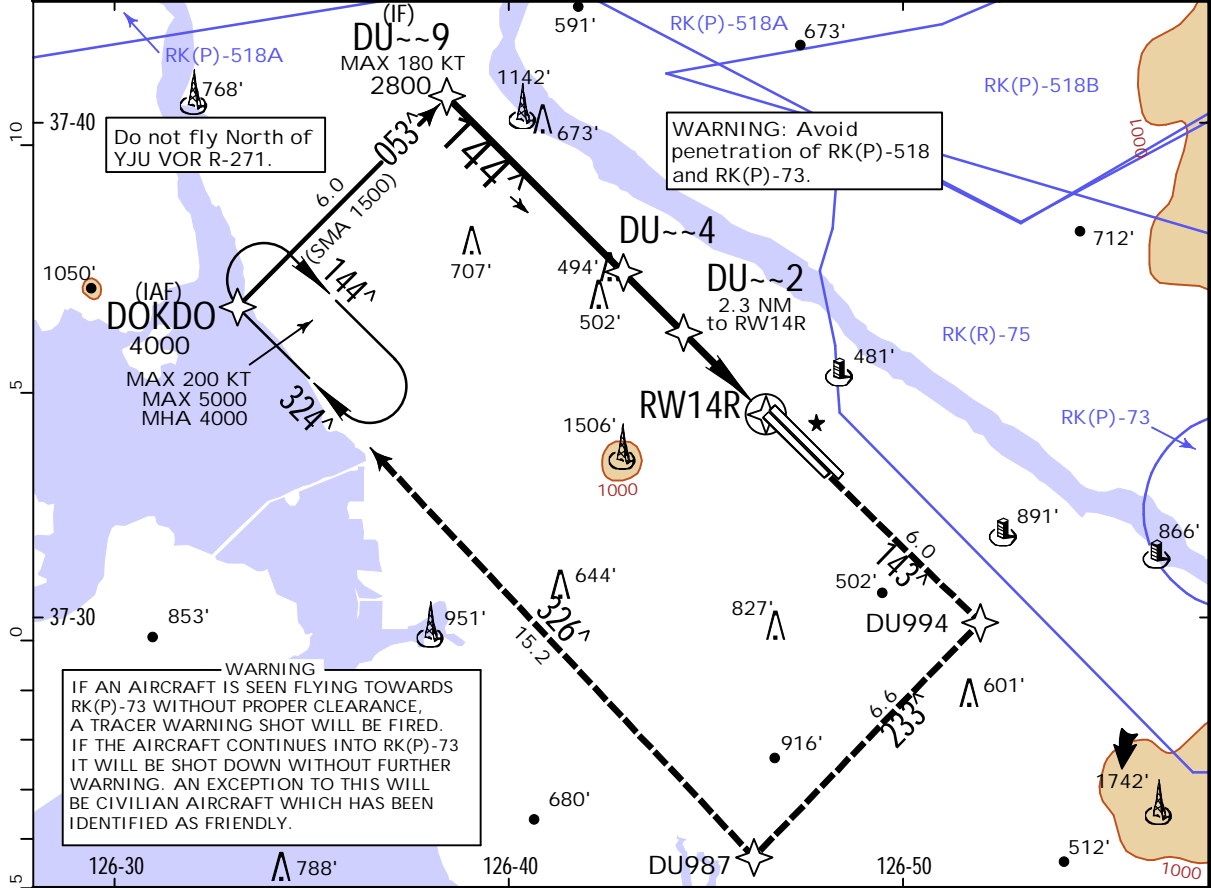 (IF)
DU~~9
MAX 180 KT
2800
591'
RK(P)-518A
673'
RK(P)-518A
768'
1142'
673'
RK(P)-518B
1000
10
37-40
Do not fly North of
YJU VOR R-271.
WARNING: Avoid
penetration of RK(P)-518
and RK(P)-73.
053^
6.0
(SMA 1500)
144^
DU~~4
712'
707'
494'
502'
DU~~2
2.3 NM
to RW14R
1050'
(IAF)
DOKDO
4000
144^
MAX 200 KT
MAX 5000
MHA 4000
324^
RK(R)-75
481'
5
RW14R
RK(P)-73
1506'
1000
891'
866'
6.0
143^
502'
644'
827'
DU994
326^
15.2
37-30
0
853'
951'
601'
6.6
233^
WARNING
IF AN AIRCRAFT IS SEEN FLYING TOWARDS
RK(P)-73 WITHOUT PROPER CLEARANCE,
A TRACER WARNING SHOT WILL BE FIRED.
IF THE AIRCRAFT CONTINUES INTO RK(P)-73
IT WILL BE SHOT DOWN WITHOUT FURTHER
WARNING. AN EXCEPTION TO THIS WILL
BE CIVILIAN AIRCRAFT WHICH HAS BEEN
IDENTIFIED AS FRIENDLY.
916'
1742'
680'
512'
DU987
5
126-30
788'
126-40
126-50
1000